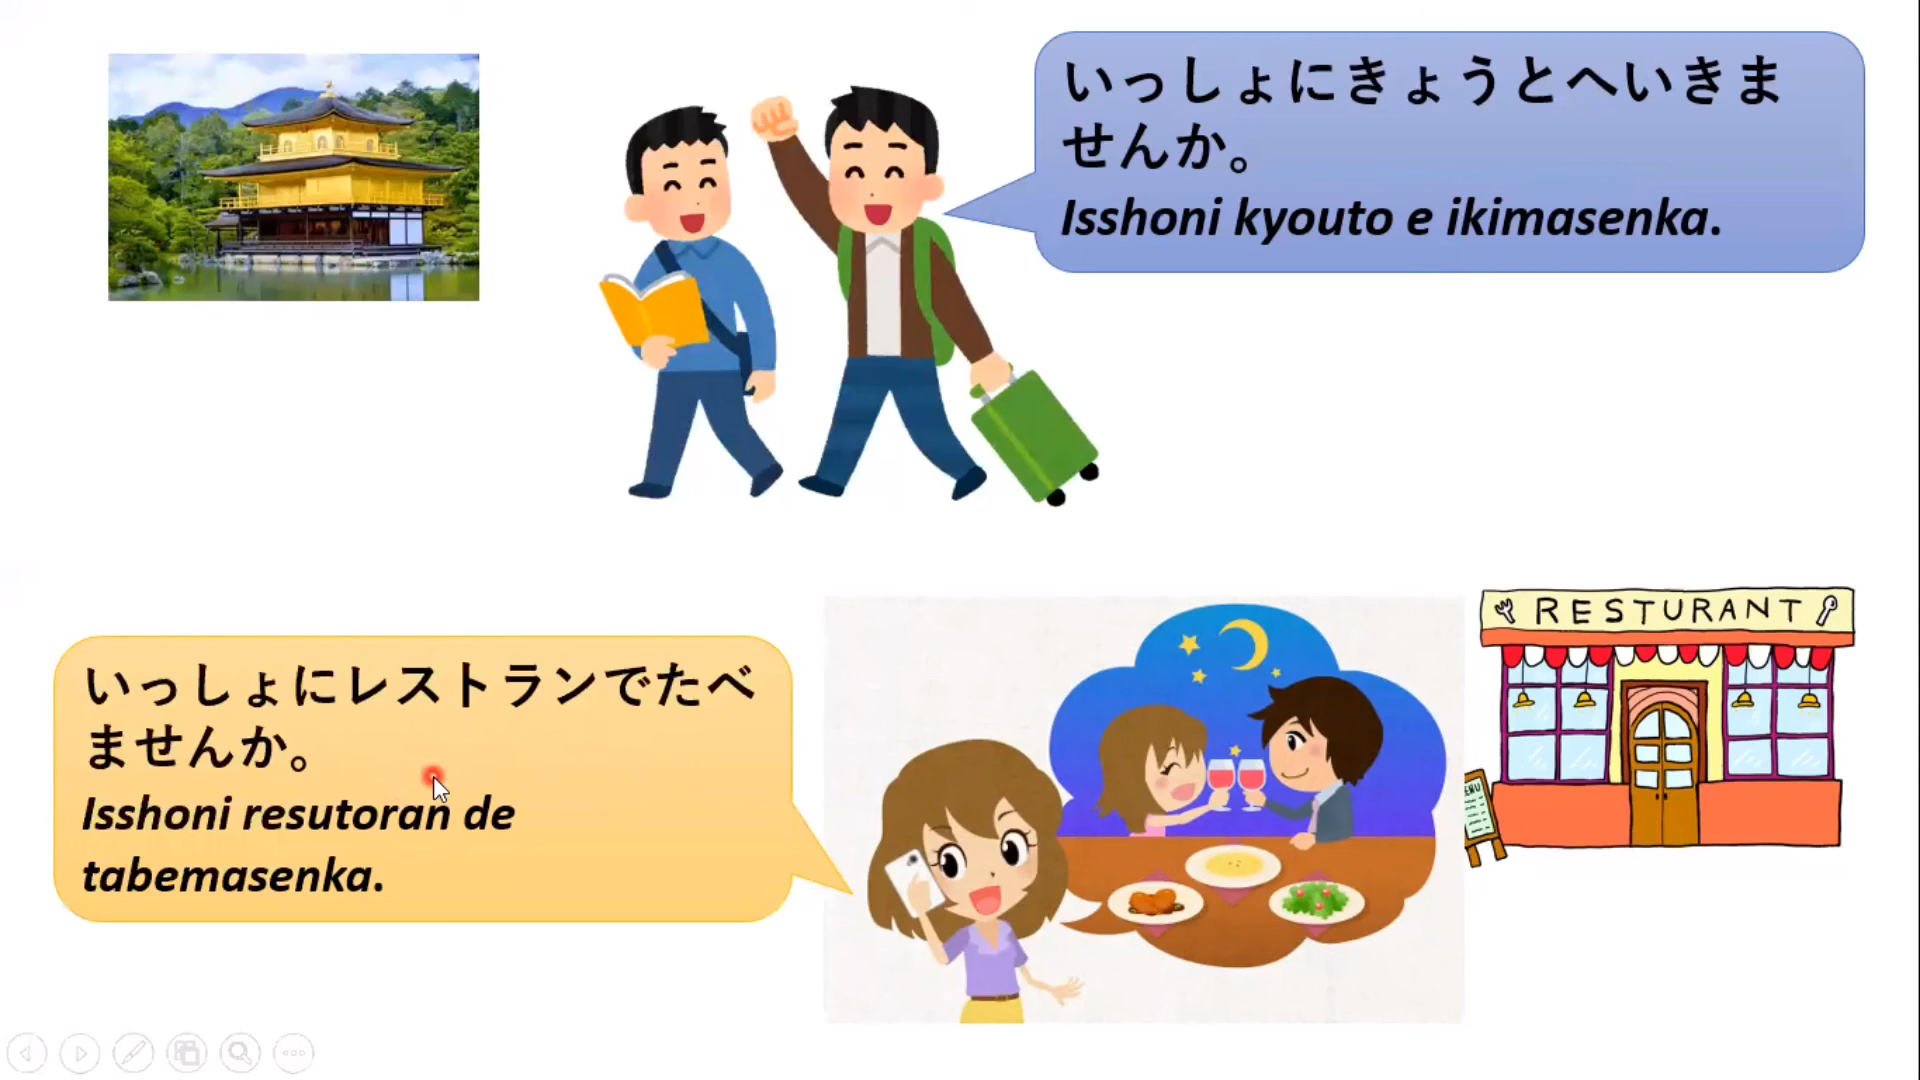 いっしょにきょうとへいきま
せんか。
Isshoni kyouto e ikimasenka.
RESTURANT
いっしょにレストランでたべ
ませんか。
Isshoni resutoran de
tabemasenka.